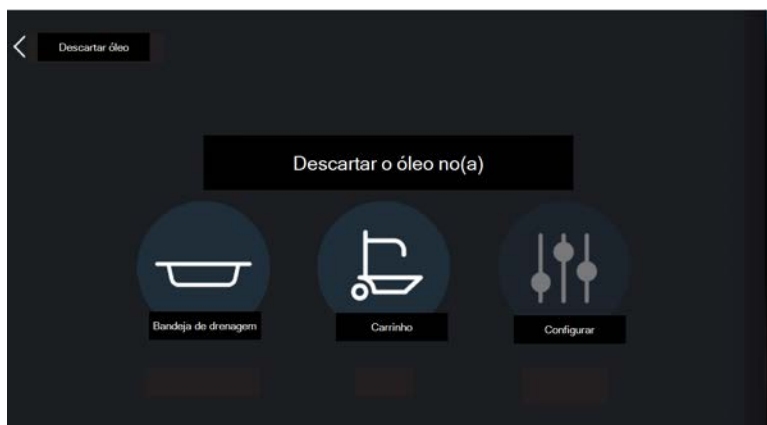 Descartar óleo
Descartar o óleo no(a)
Bandeja de drenagem
Carrinho
Configurar